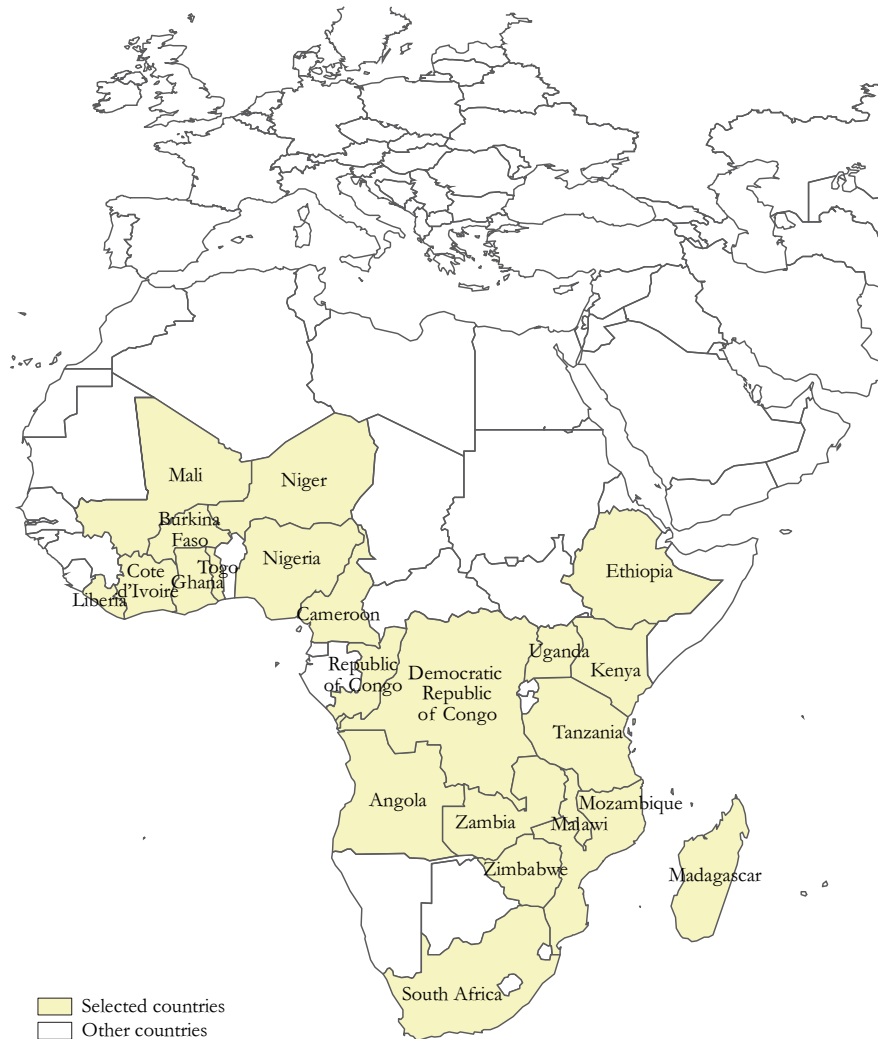 Mali
Niger
Burkina
Faso
Nigeria
Togo
Cote
d'Ivoire
Ghana
Liberia
Ethiopia
Cameroon
Uganda
Kenya
Republic
of Congo
Democratic
Republic
of Congo
Tanzania
Angola
Mozambique
Zambia
Malawi
Zimbabwe
Madagascar
South Africa
Selected countries
Other countries